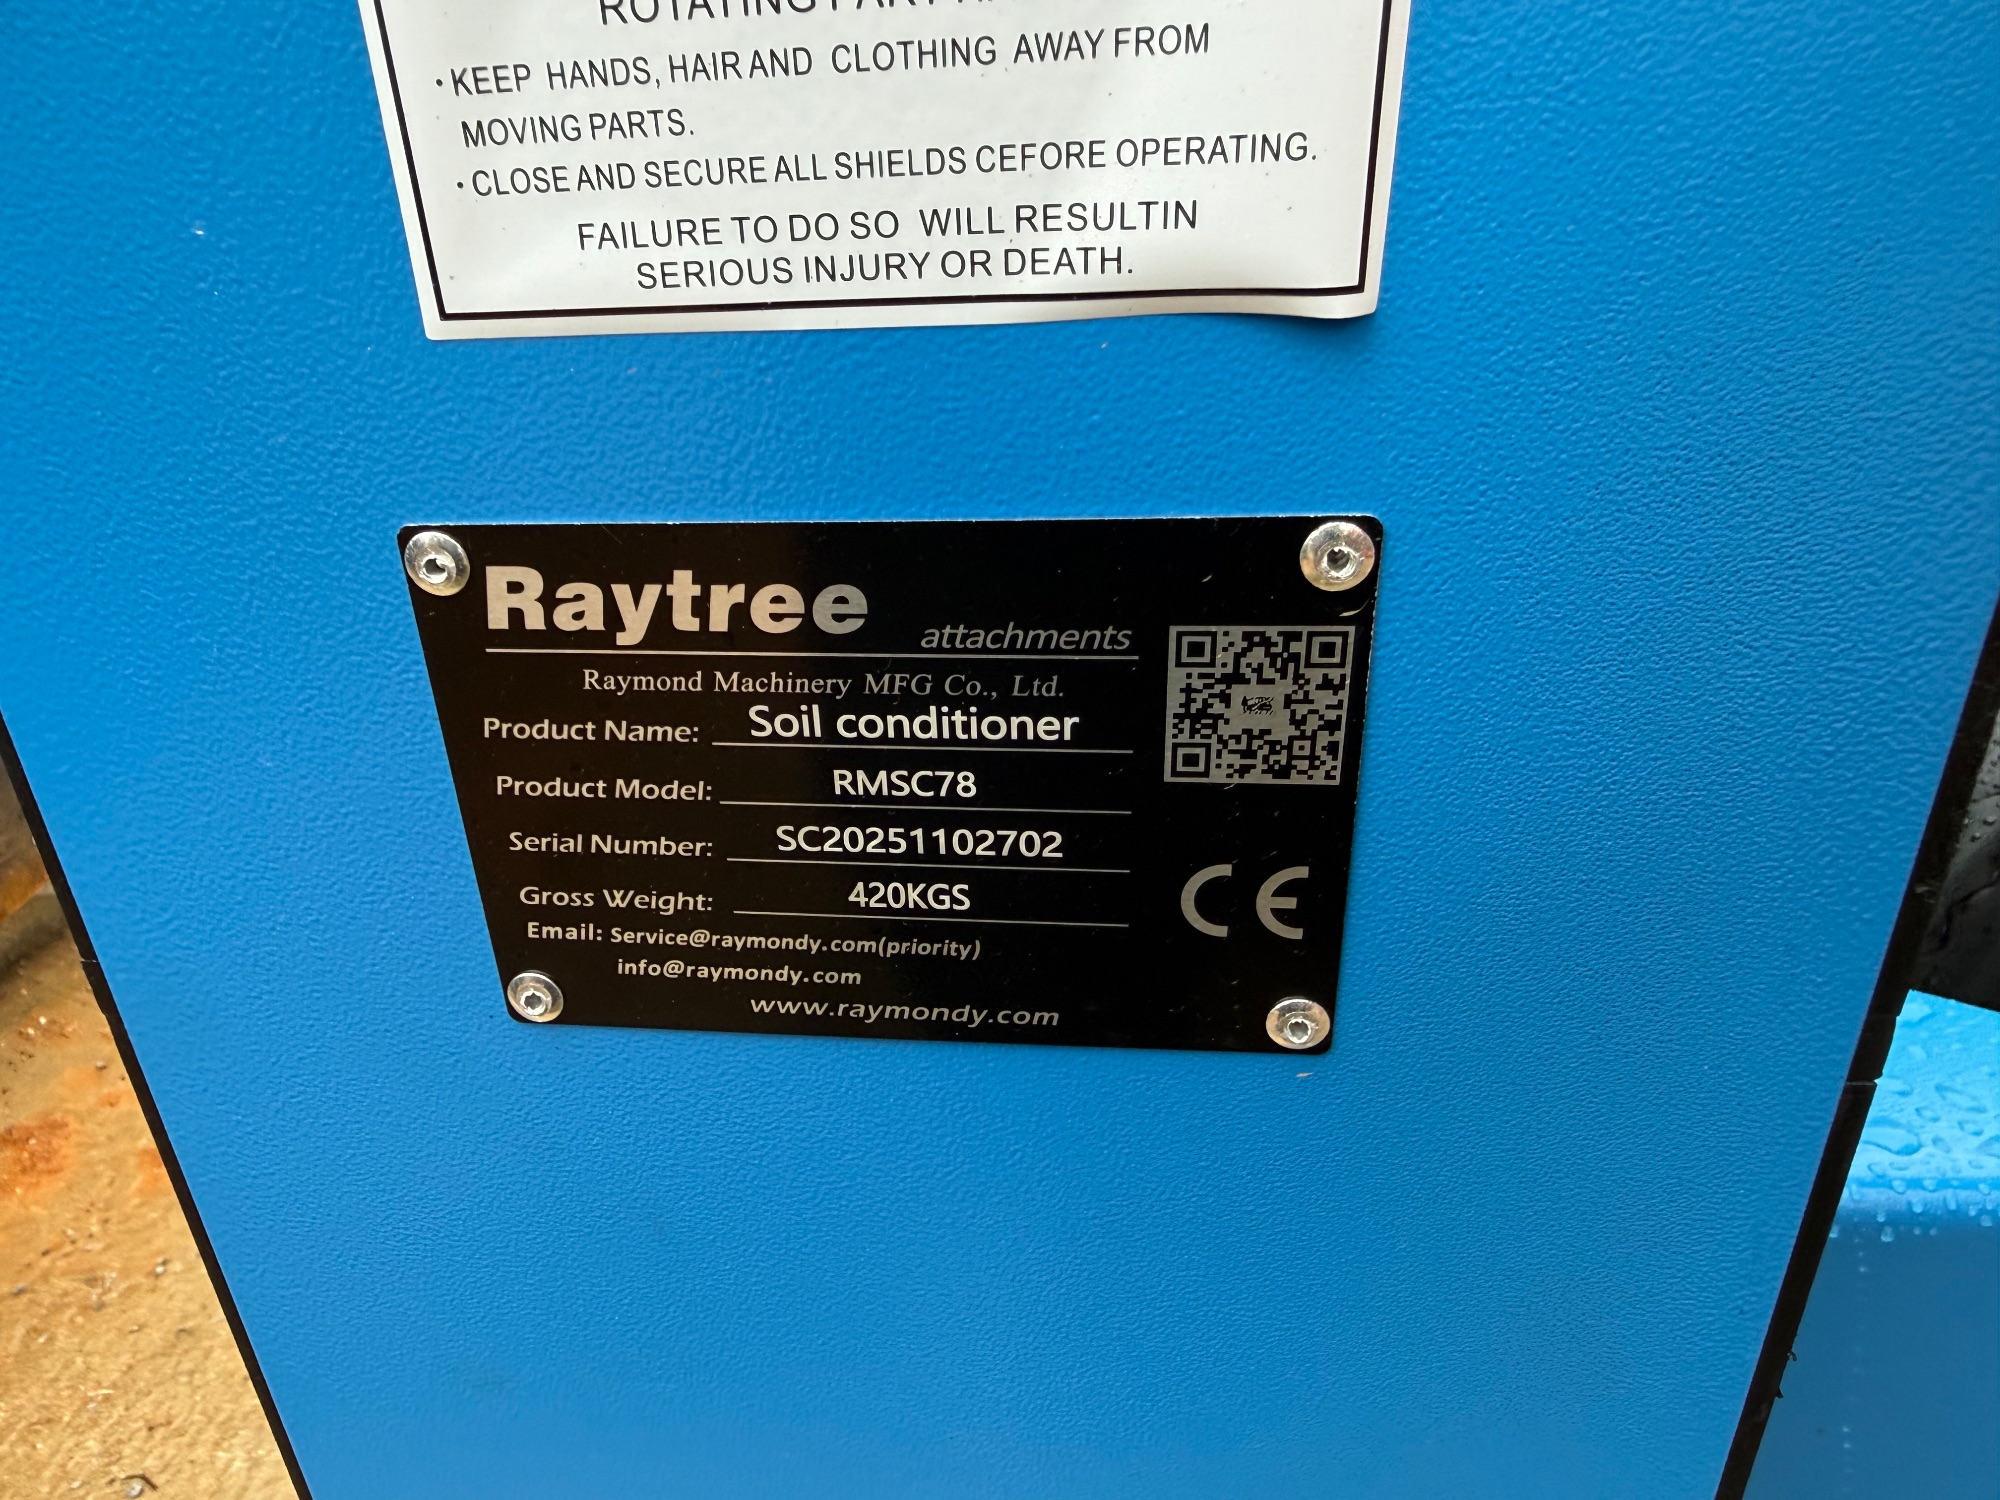 ROTATING PART
• KEEP HANDS, HAIR AND CLOTHING AWAY FROM
MOVING PARTS.
• CLOSE AND SECURE ALL SHIELDS CEFORE OPERATING.
FAILURE TO DO SO WILL RESULTIN
SERIOUS INJURY OR DEATH.
Raytree
attachments
Raymond Machinery MFG Co., Ltd.
Product Name: Soil conditioner
Product Model: RMSC78
Serial Number: SC20251102702
Gross Weight: 420KGS
Email: Service@raymondy.com(priority)
info@raymondy.com
www.raymondy.com
CE